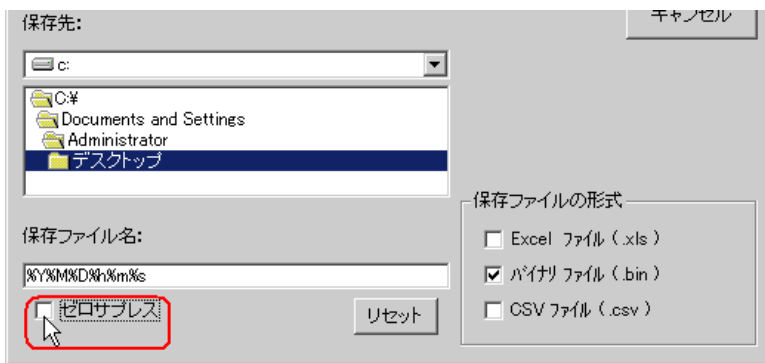 キャンセル
保存先:
c:
C:¥
Documents and Settings
Administrator
デスクトップ
保存ファイルの形式
保存ファイル名:
Excel ファイル ( .xls )
%Y%M%D%h%m%s
バイナリ ファイル ( .bin )
ゼロサプレス
リセット
CSV ファイル ( .csv )